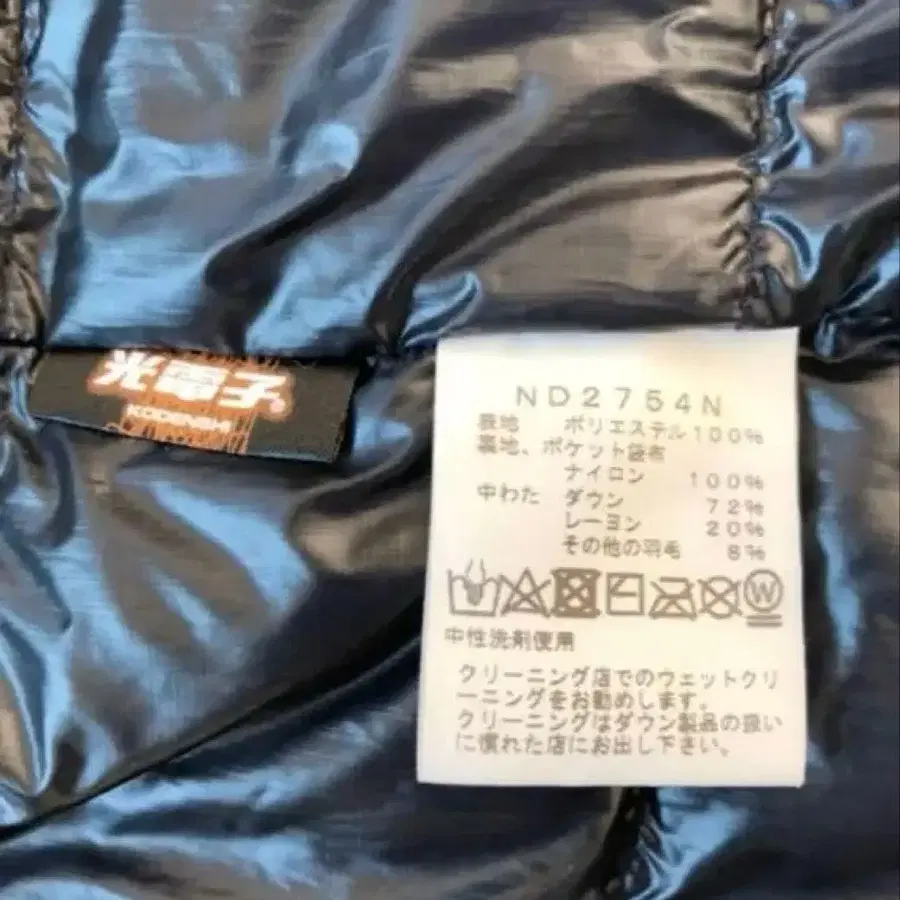 光電子®
KODENSHI
ND2754N
表地 ポリエステル100%
裏地、ポケット袋布
ナイロン 100%
中わた ダウン 72%
レーヨン 20%
その他の羽毛 8%
W
中性洗剤使用
クリーニング店でのウェットクリ
ーニングをお勧めします。
クリーニングはダウン製品の扱い
に慣れた店にお出し下さい。